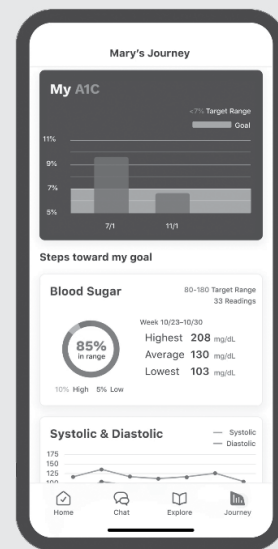 Mary's Journey
My A1C
<7% Target Range
Goal
11%
9%
7%
5%
7/1
11/1
Steps toward my goal
Blood Sugar
80-180 Target Range
33 Readings
85%
in range
10% High 5% Low
Week 10/23–10/30
Highest 208 mg/dL
Average 130 mg/dL
Lowest 103 mg/dL
Systolic & Diastolic
Systolic
Diastolic
175
150
125
100
Home
Chat
Explore
Journey